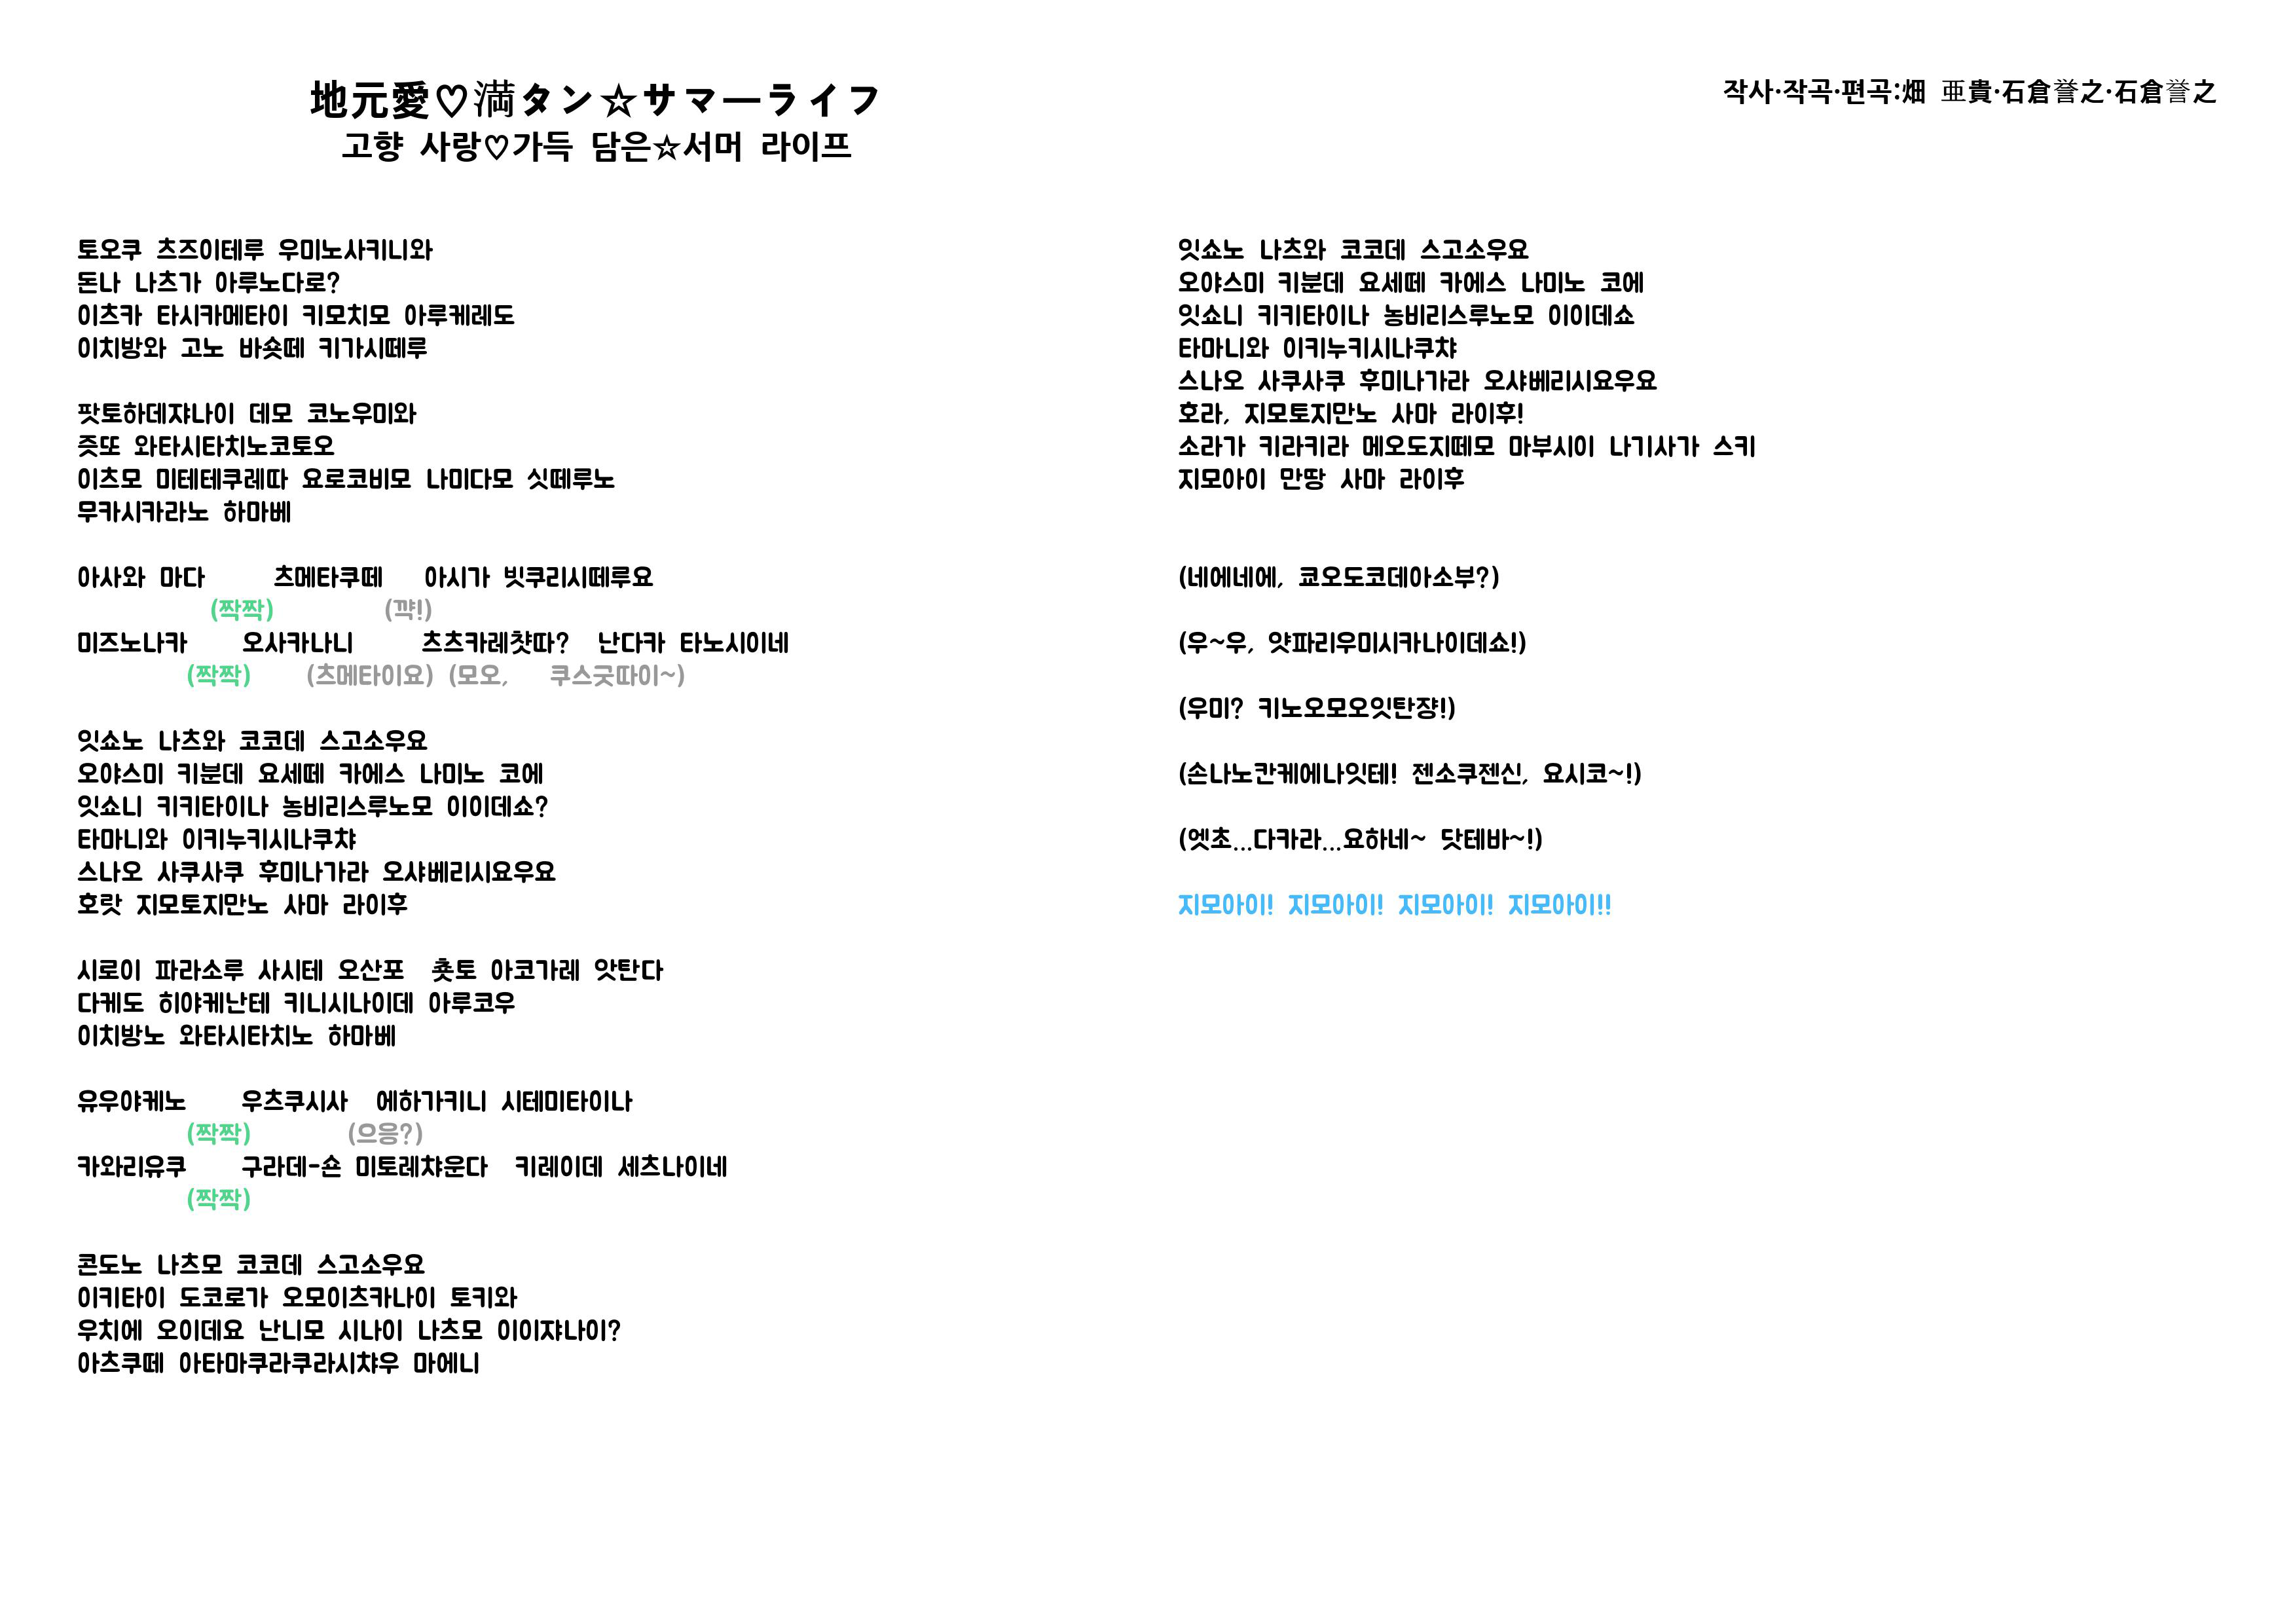 地元愛♡満タン☆サマーライフ
고향 사랑♡가득 담은☆서머 라이프
작사·작곡·편곡:畑 亜貴·石倉誉之·石倉誉之
토오쿠 츠즈이테루 우미노사키니와
돈나 나츠가 아루노다로?
이츠카 타시카메타이 키모치모 아루케레도
이치방와 고노 바숏떼 키가시떼루
팟토하데쟈나이 데모 코노우미와
즛또 와타시타치노코토오
이츠모 미테테쿠레따 요로코비모 나미다모 싯떼루노
무카시카라노 하마베
아사와 마다 츠메타쿠떼 아시가 빗쿠리시떼루요
(짝짝) (꺅!)
미즈노나카 오사카나니 츠츠카레챳따? 난다카 타노시이네
(짝짝) (츠메타이요) (모오, 쿠스굿따이~)
잇쇼노 나츠와 코코데 스고소우요
오야스미 키분데 요세떼 카에스 나미노 코에
잇쇼니 키키타이나 농비리스루노모 이이데쇼?
타마니와 이키누키시나쿠챠
스나오 사쿠사쿠 후미나가라 오샤베리시요우요
호랏 지모토지만노 사마 라이후
시로이 파라소루 사시테 오산포 춋토 아코가레 앗탄다
다케도 히야케난테 키니시나이데 아루코우
이치방노 와타시타치노 하마베
유우야케노 우츠쿠시사 에하가키니 시테미타이나
(짝짝) (으응?)
카와리유쿠 구라데-숀 미토레챠운다 키레이데 세츠나이네
(짝짝)
콘도노 나츠모 코코데 스고소우요
이키타이 도코로가 오모이츠카나이 토키와
우치에 오이데요 난니모 시나이 나츠모 이이쟈나이?
아츠쿠떼 아타마쿠라쿠라시챠우 마에니
잇쇼노 나츠와 코코데 스고소우요
오야스미 키분데 요세떼 카에스 나미노 코에
잇쇼니 키키타이나 농비리스루노모 이이데쇼
타마니와 이키누키시나쿠챠
스나오 사쿠사쿠 후미나가라 오샤베리시요우요
호라, 지모토지만노 사마 라이후!
소라가 키라키라 메오도지떼모 마부시이 나기사가 스키
지모아이 만땅 사마 라이후
(네에네에, 쿄오도코데아소부?)
(우~우, 얏파리우미시카나이데쇼!)
(우미? 키노오모오잇탄쟝!)
(손나노칸케에나잇테! 젠소쿠젠신, 요시코~!)
(엣초...다카라...요하네~ 닷테바~!)
지모아이! 지모아이! 지모아이! 지모아이!!